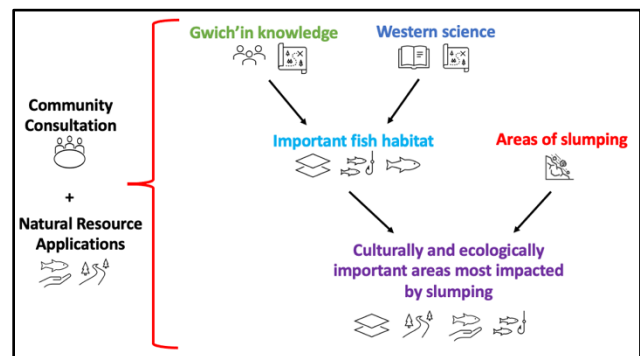 Gwich'in knowledge
Western science
Community
Consultation
+
Natural Resource
Applications
Important fish habitat
Areas of slumping
Culturally and ecologically
important areas most impacted
by slumping